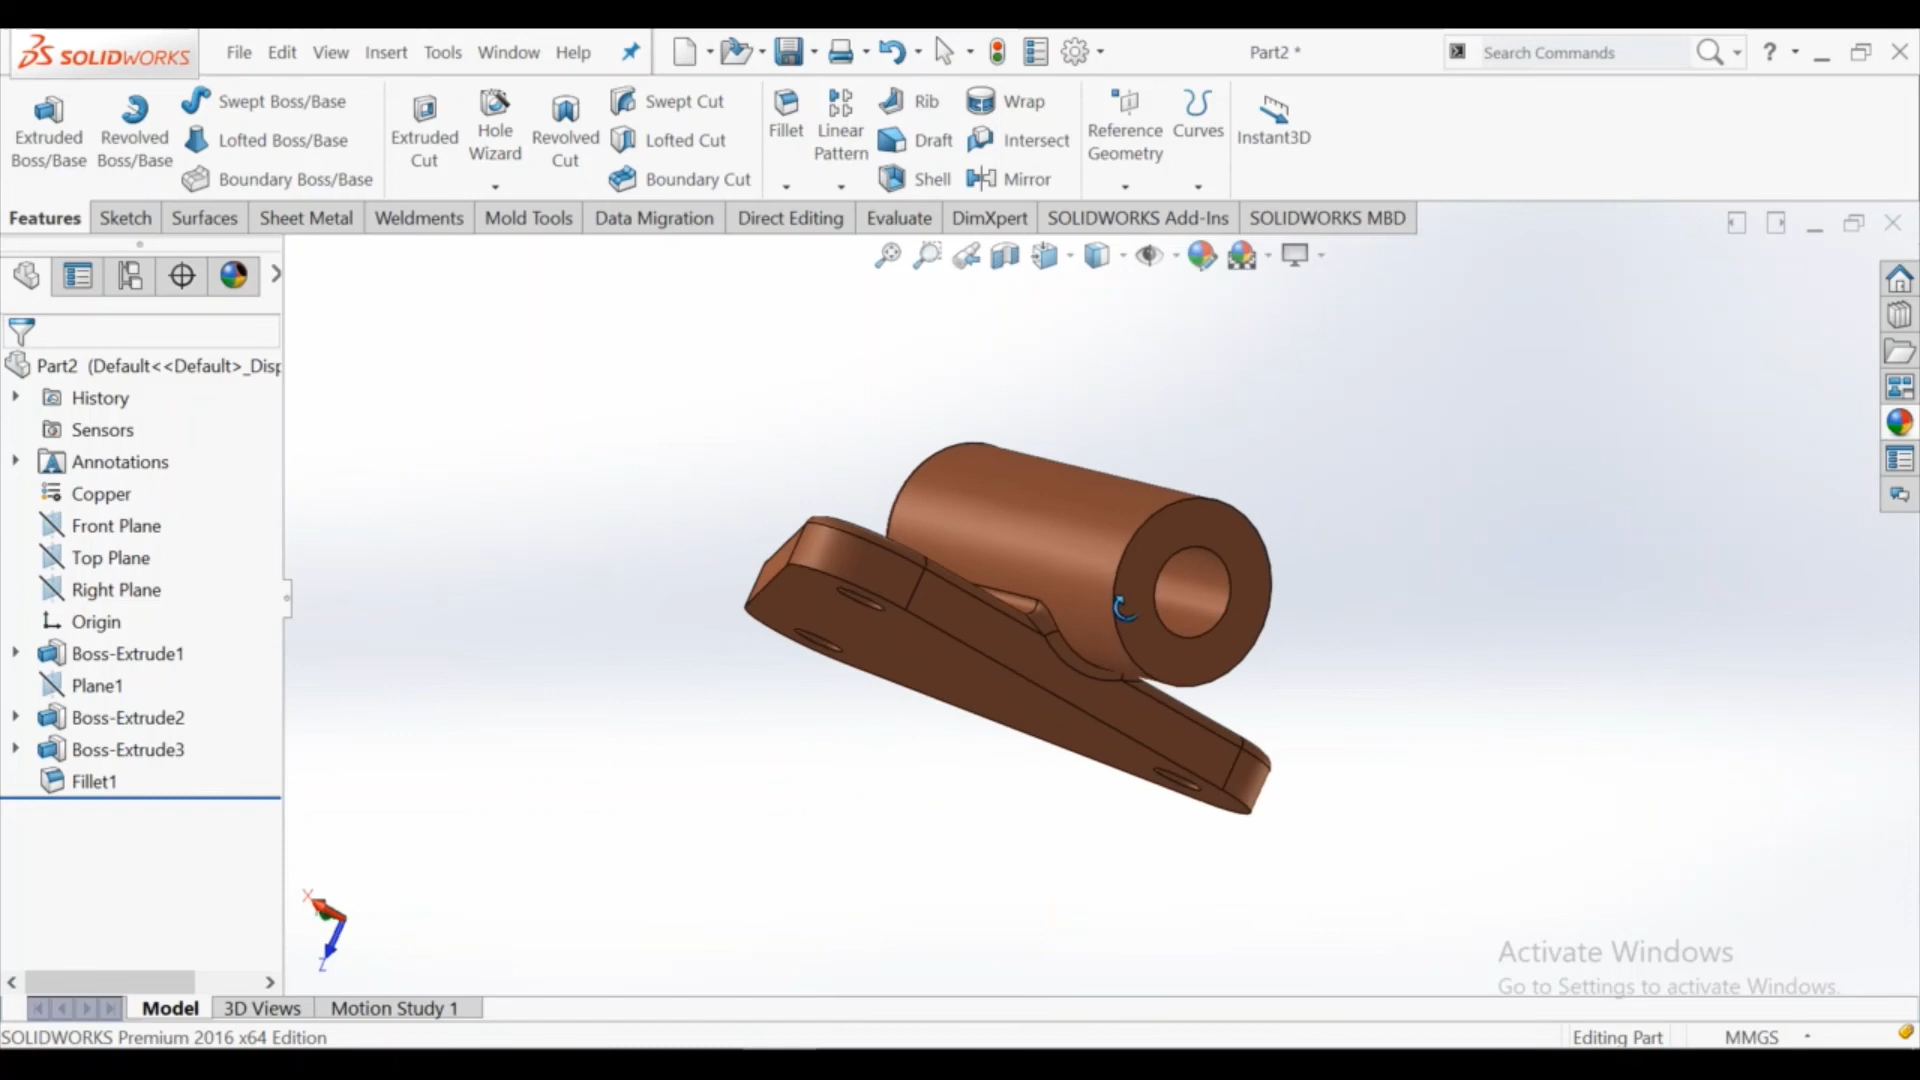 SOLIDWORKS File Edit View Insert Tools Window Help Part2 * Search Commands ?
Extruded Boss/Base
Revolved Boss/Base
Swept Boss/Base
Lofted Boss/Base
Boundary Boss/Base
Extruded Cut
Hole Wizard
Revolved Cut
Swept Cut
Lofted Cut
Boundary Cut
Fillet
Linear Pattern
Rib
Draft
Shell
Wrap
Intersect
Mirror
Reference Geometry
Curves
Instant3D
Features Sketch Surfaces Sheet Metal Weldments Mold Tools Data Migration Direct Editing Evaluate DimXpert SOLIDWORKS Add-Ins SOLIDWORKS MBD
Part2 (Default<<Default>_Disp
History
Sensors
A Annotations
Copper
Front Plane
Top Plane
Right Plane
Origin
Boss-Extrude1
Plane1
Boss-Extrude2
Boss-Extrude3
Fillet1
X
Z
Activate Windows
Go to Settings to activate Windows.
Model 3D Views Motion Study 1
SOLIDWORKS Premium 2016 x64 Edition Editing Part MMGS